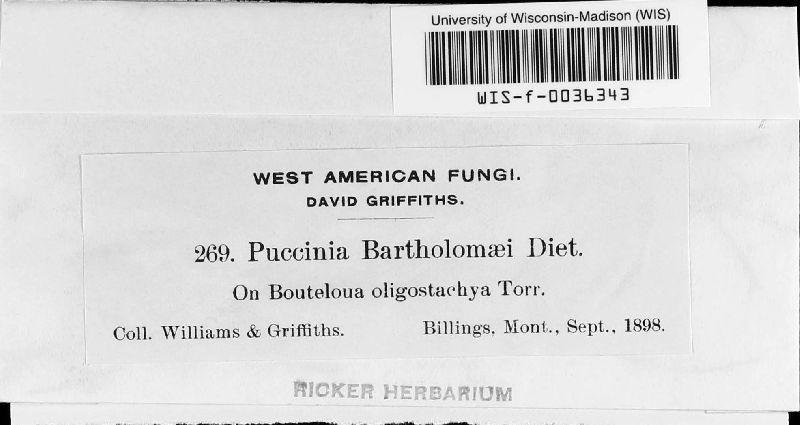 University of Wisconsin-Madison (WIS)
WIS-f-0036343
WEST AMERICAN FUNGI.
DAVID GRIFFITHS.
269. Puccinia Bartholomæi Diet.
On Bouteloua oligostachya Torr.
Coll. Williams & Griffiths. Billings, Mont., Sept., 1898.
RICKER HERBARIUM